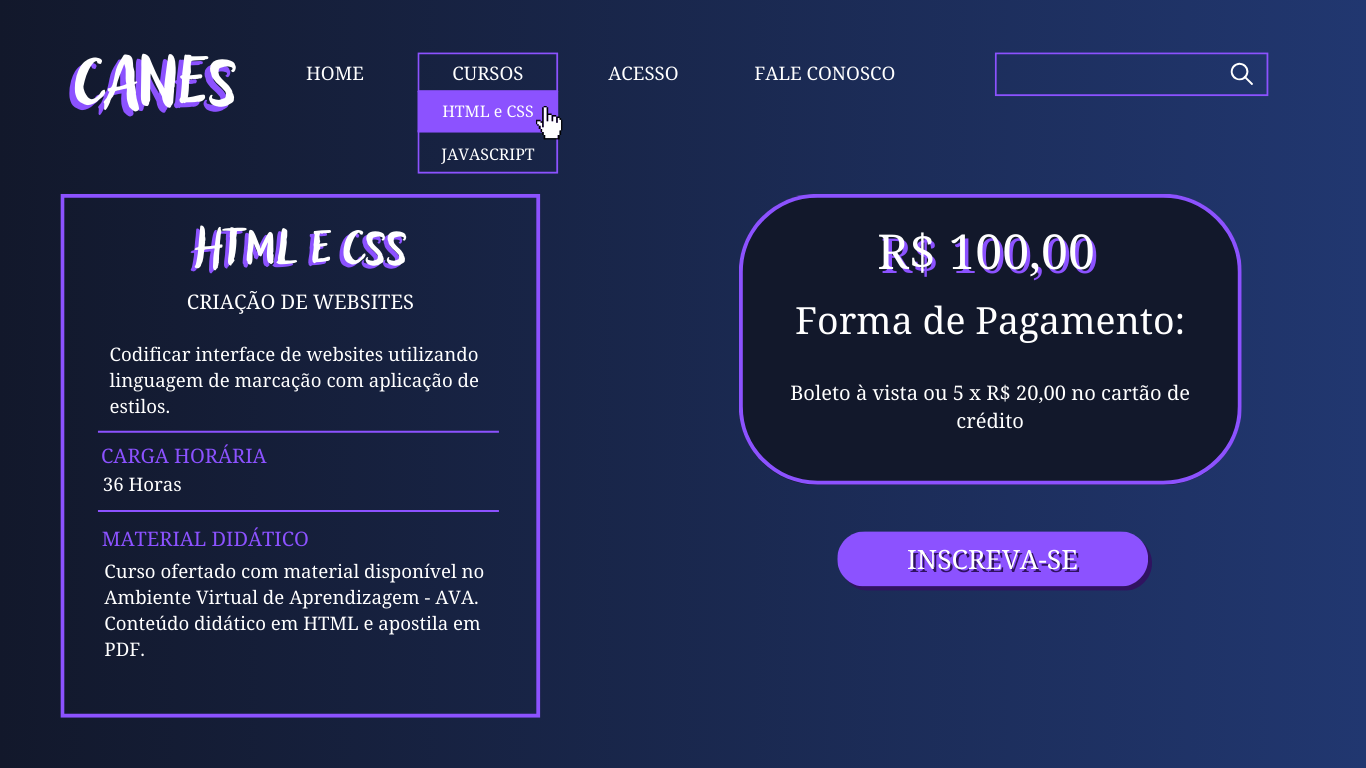 CANES
HOME
CURSOS
ACESSO
FALE CONOSCO
HTML e CSS
JAVASCRIPT
HTML E CSS
CRIAÇÃO DE WEBSITES
Codificar interface de websites utilizando
linguagem de marcação com aplicação de
estilos.
CARGA HORÁRIA
36 Horas
MATERIAL DIDÁTICO
Curso ofertado com material disponível no
Ambiente Virtual de Aprendizagem - AVA.
Conteúdo didático em HTML e apostila em
PDF.
R$ 100,00
Forma de Pagamento:
Boleto à vista ou 5 x R$ 20,00 no cartão de
crédito
INSCREVA-SE